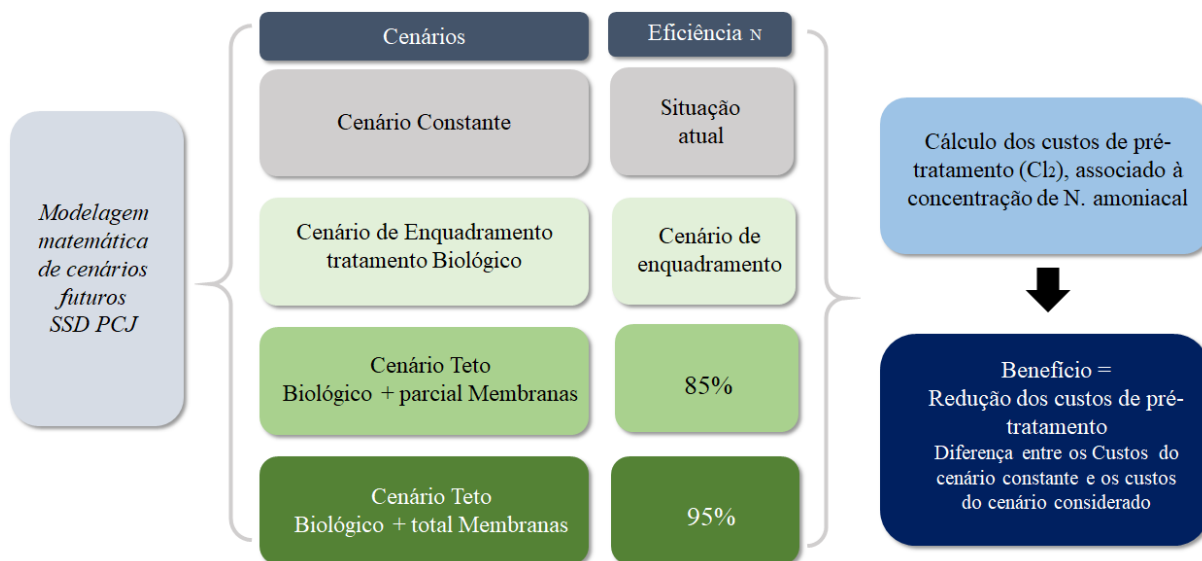 Modelagem
matemática
de cenários
futuros
SSD PCJ
Cenários
Eficiência N
Cenário Constante
Situação
atual
Cenário de Enquadramento
tratamento Biológico
Cenário de
enquadramento
Cenário Teto
Biológico + parcial Membranas
85%
Cenário Teto
Biológico + total Membranas
95%
Cálculo dos custos de pré-
tratamento (Cl2), associado à
concentração de N. amoniacal
Benefício =
Redução dos custos de pré-
tratamento
Diferença entre os Custos do
cenário constante e os custos
do cenário considerado